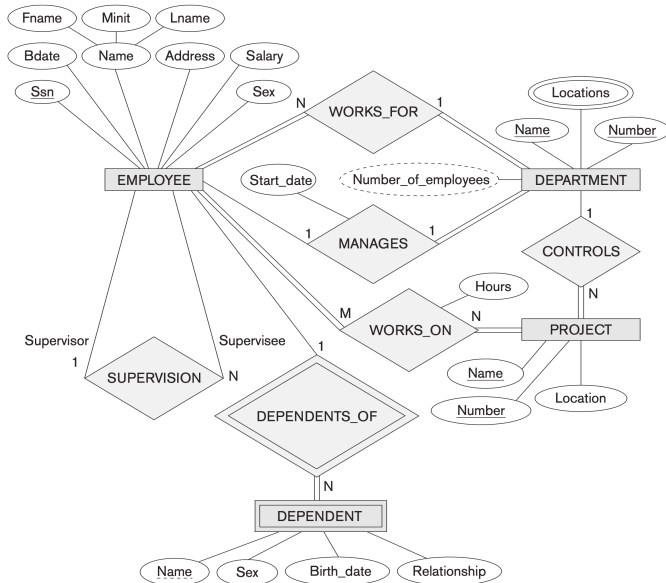 Fname Minit Lname
Bdate Name Address Salary
Ssn Sex
N WORKS_FOR 1
Locations
Name Number
EMPLOYEE Start_date Number_of_employees DEPARTMENT
1 MANAGES 1
1
CONTROLS
N
Hours
M WORKS_ON N PROJECT
Supervisor Supervisee
1 SUPERVISION N
1
Name
Number Location
DEPENDENTS_OF
N
DEPENDENT
Name Sex Birth_date Relationship